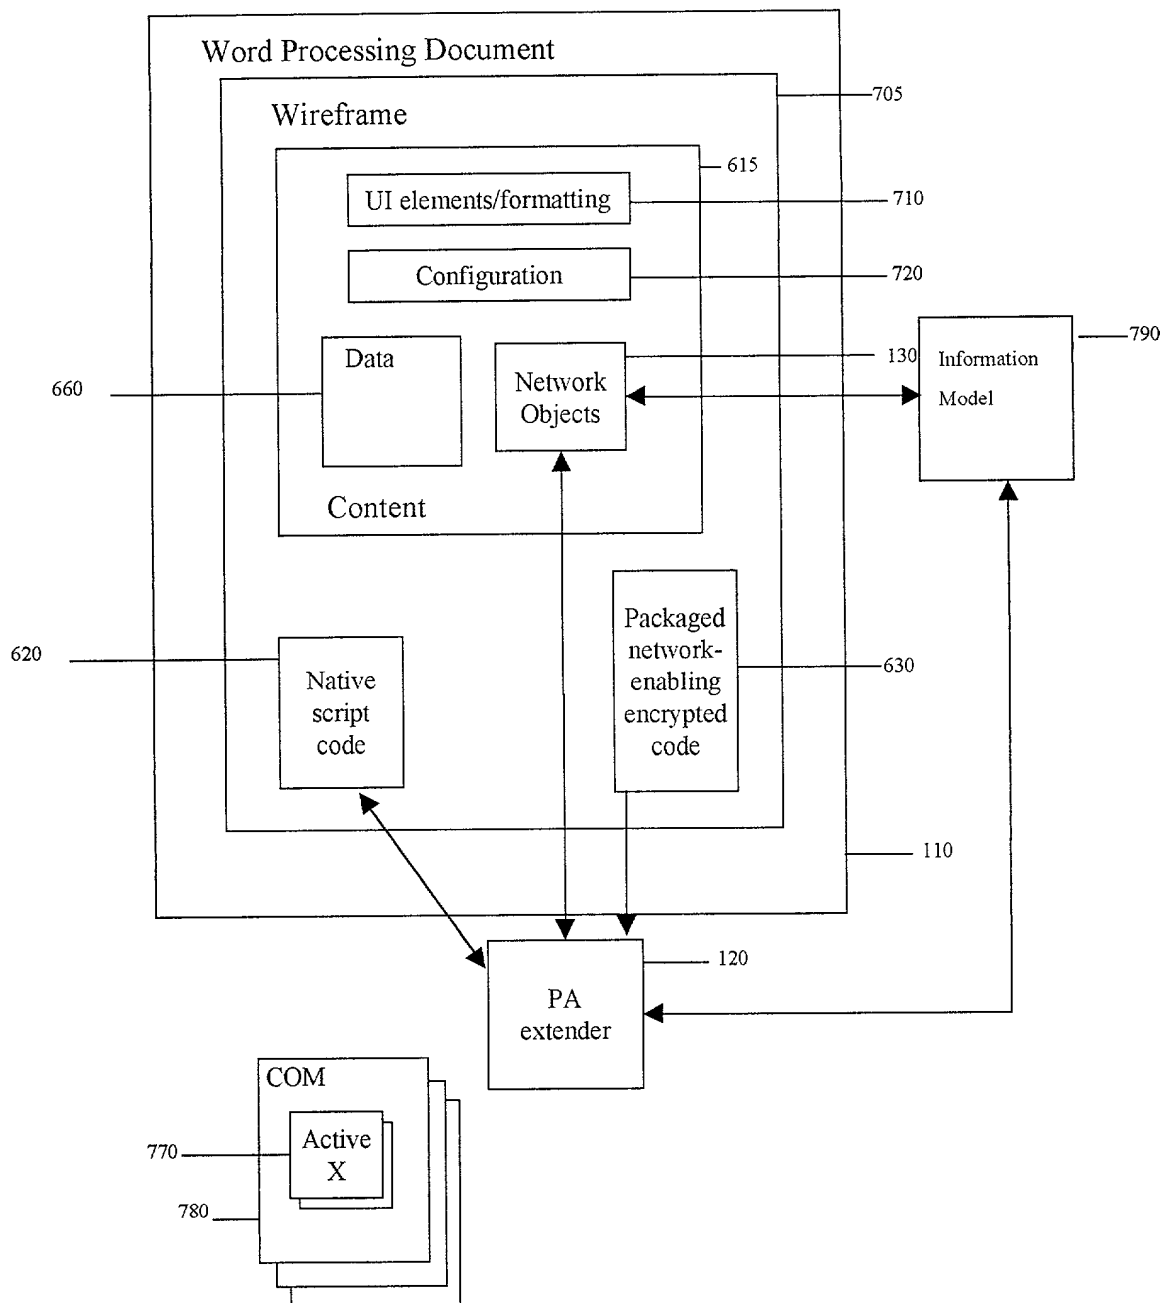 Word Processing Document
705
Wireframe
615
UI elements/formatting
710
Configuration
720
790
130
Data
Information
Model
660
Network
Objects
Content
Packaged
network-
enabling
encrypted
code
620
630
Native
script
code
110
120
PA
extender
COM
770
Active
X
780